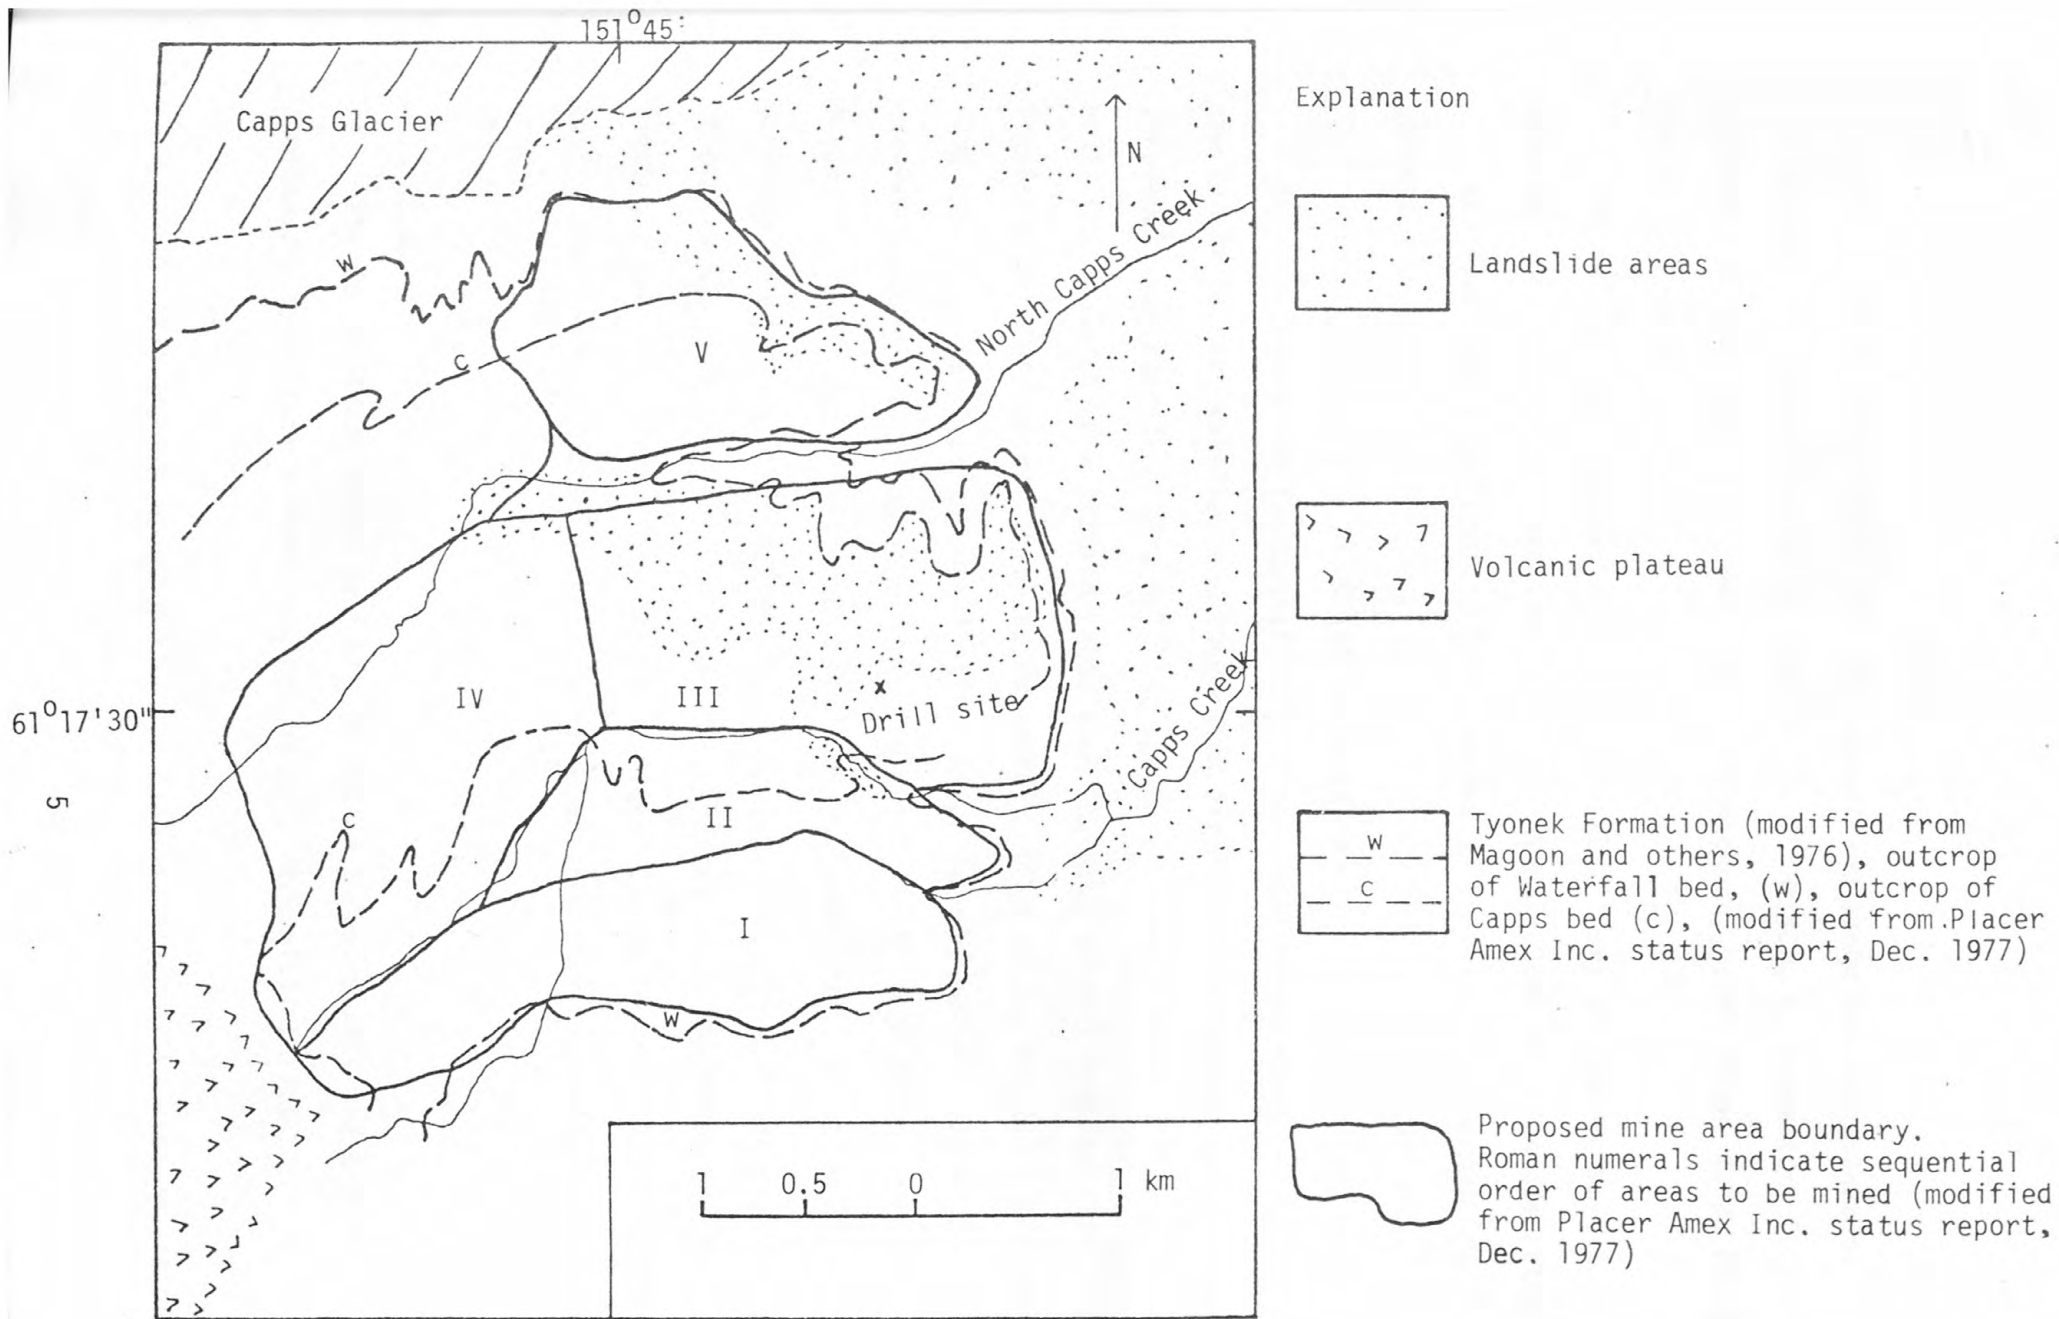 151°45'
Capps Glacier
N
North Capps Creek
W
C
V
61°17'30"
IV
III
x
Drill site
Capps Creek
C
II
I
W
5
1 0.5 0 1 km
Explanation
Landslide areas
Volcanic plateau
W
C
Tyonek Formation (modified from
Magoon and others, 1976), outcrop
of Waterfall bed, (w), outcrop of
Capps bed (c), (modified from Placer
Amex Inc. status report, Dec. 1977)
Proposed mine area boundary.
Roman numerals indicate sequential
order of areas to be mined (modified
from Placer Amex Inc. status report,
Dec. 1977)